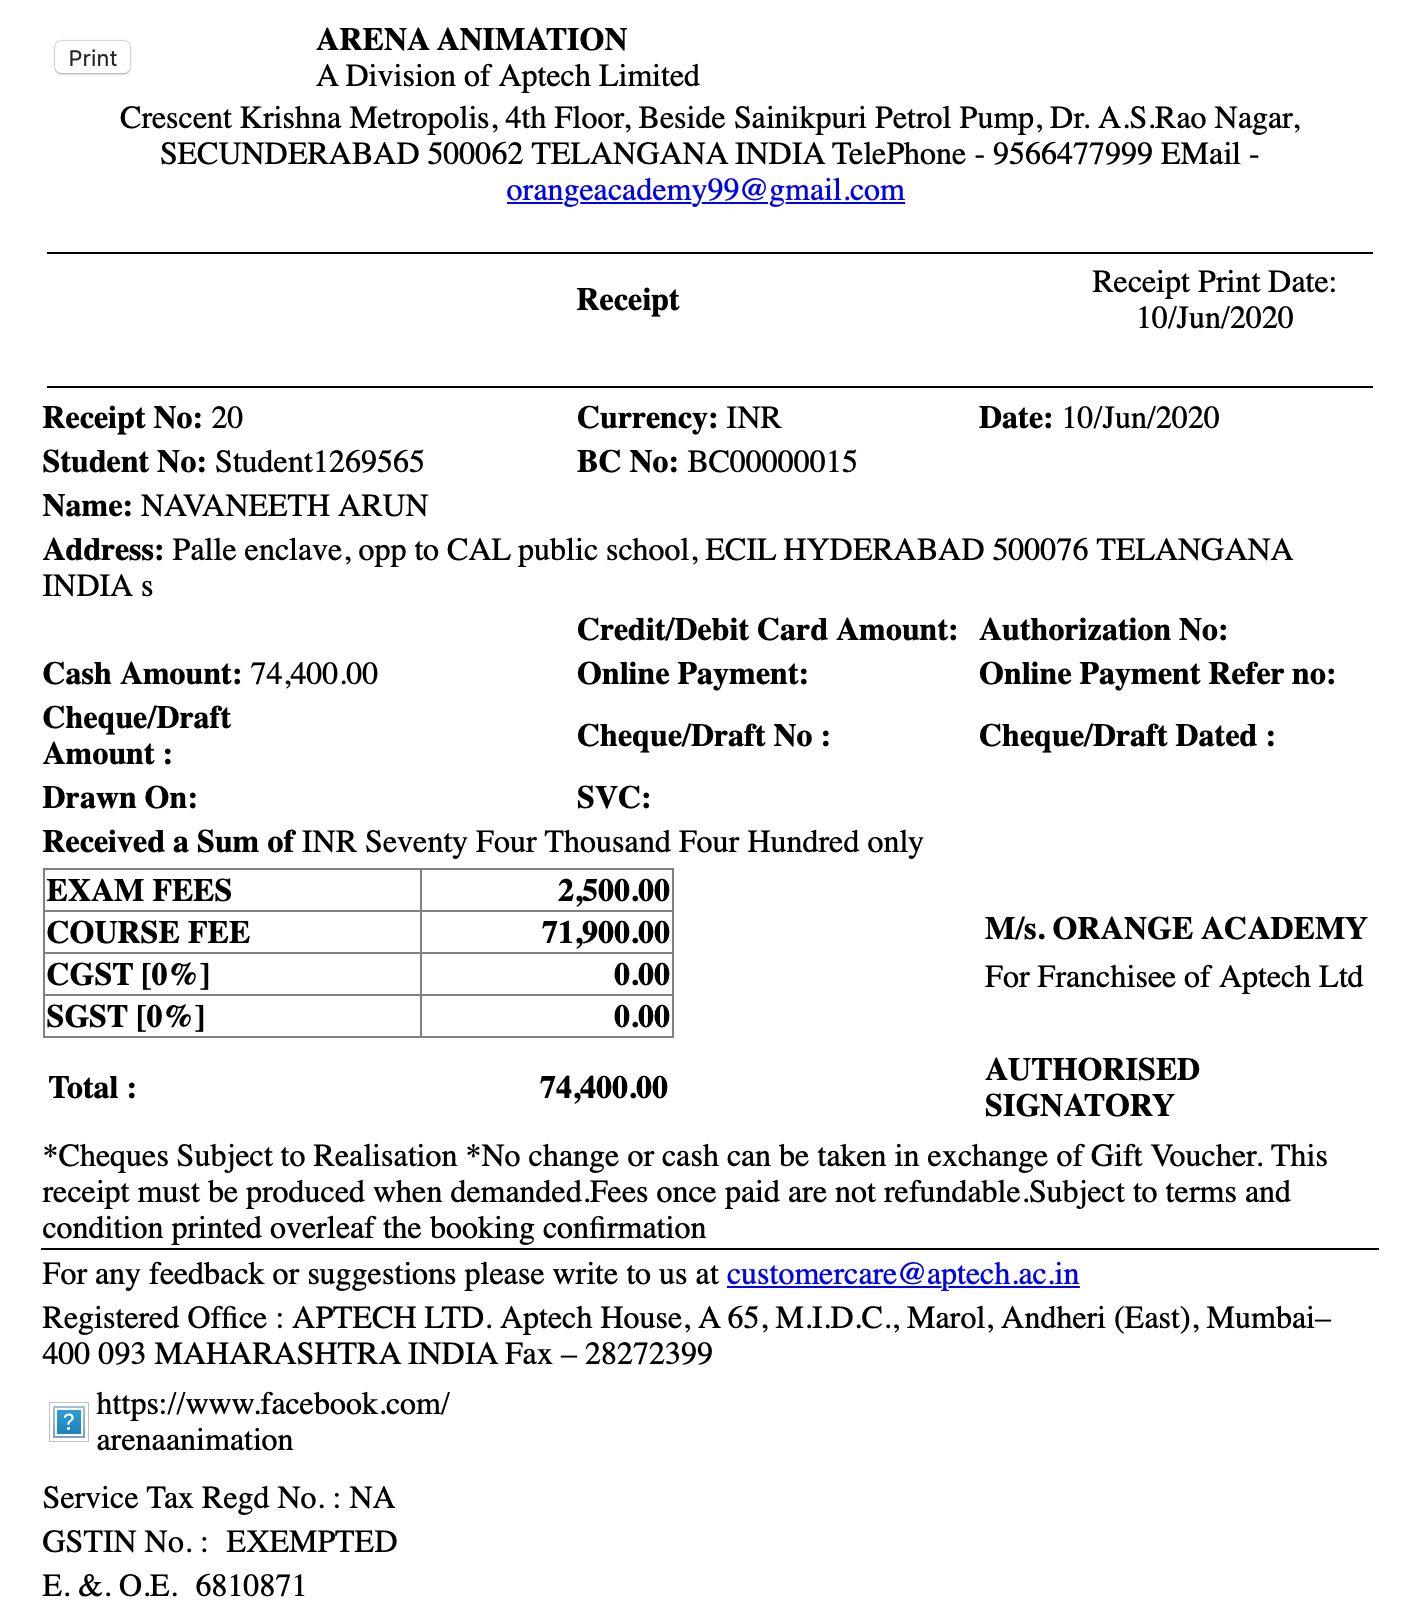 Print
ARENA ANIMATION
A Division of Aptech Limited
Crescent Krishna Metropolis, 4th Floor, Beside Sainikpuri Petrol Pump, Dr. A.S.Rao Nagar,
SECUNDERABAD 500062 TELANGANA INDIA TelePhone - 9566477999 EMail -
orangeacademy99@gmail.com
Receipt
Receipt Print Date:
10/Jun/2020
Receipt No: 20 Currency: INR Date: 10/Jun/2020
Student No: Student1269565 BC No: BC00000015
Name: NAVANEETH ARUN
Address: Palle enclave, opp to CAL public school, ECIL HYDERABAD 500076 TELANGANA
INDIA s
Credit/Debit Card Amount: Authorization No:
Cash Amount: 74,400.00 Online Payment: Online Payment Refer no:
Cheque/Draft
Amount :
Cheque/Draft No : Cheque/Draft Dated :
Drawn On: SVC:
Received a Sum of INR Seventy Four Thousand Four Hundred only
EXAM FEES 2,500.00
COURSE FEE 71,900.00
CGST [0%] 0.00
SGST [0%] 0.00
M/s. ORANGE ACADEMY
For Franchisee of Aptech Ltd
Total : 74,400.00
AUTHORISED
SIGNATORY
*Cheques Subject to Realisation *No change or cash can be taken in exchange of Gift Voucher. This
receipt must be produced when demanded.Fees once paid are not refundable.Subject to terms and
condition printed overleaf the booking confirmation
For any feedback or suggestions please write to us at customercare@aptech.ac.in
Registered Office : APTECH LTD. Aptech House, A 65, M.I.D.C., Marol, Andheri (East), Mumbai–
400 093 MAHARASHTRA INDIA Fax – 28272399
?
https://www.facebook.com/
arenaanimation
Service Tax Regd No. : NA
GSTIN No. : EXEMPTED
E. &. O.E. 6810871